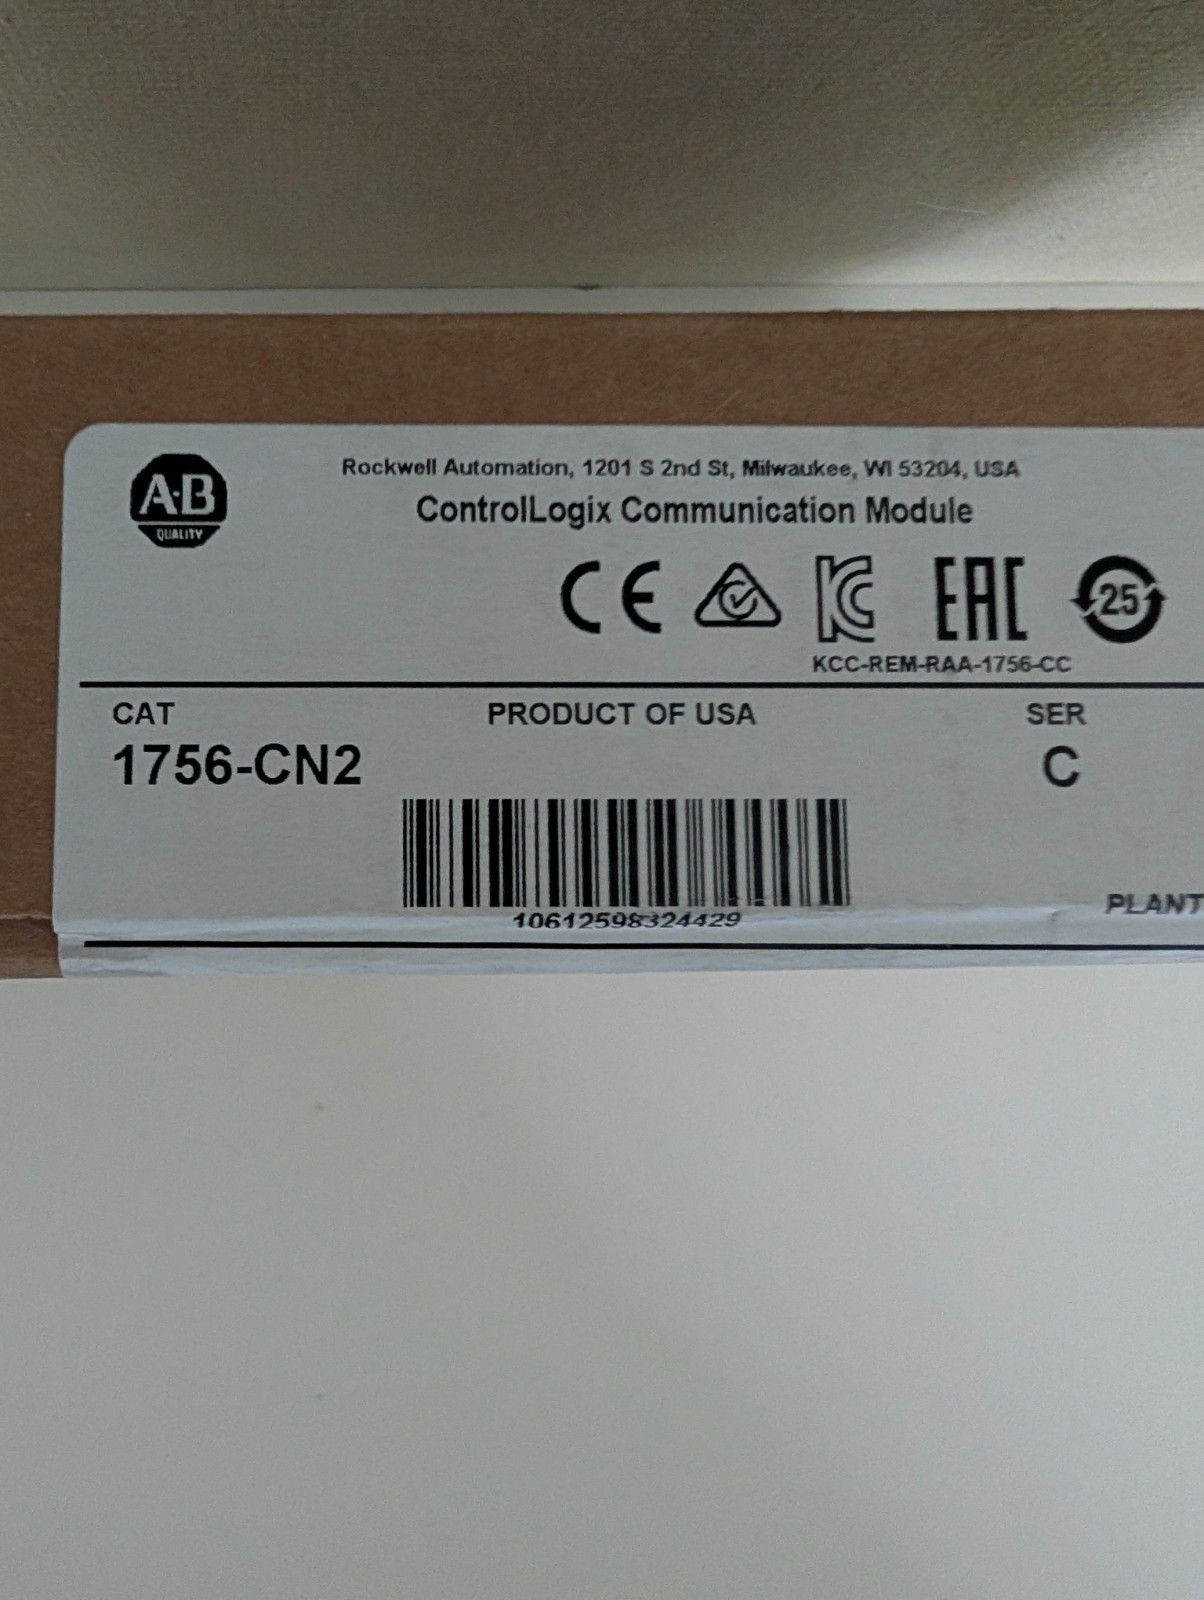 A-B
QUALITY
Rockwell Automation, 1201 S 2nd St, Milwaukee, WI 53204, USA
ControlLogix Communication Module
CE
KC
EAC
25
KCC-REM-RAA-1756-CC
CAT
PRODUCT OF USA
SER
1756-CN2
C
10612598324429
PLANT